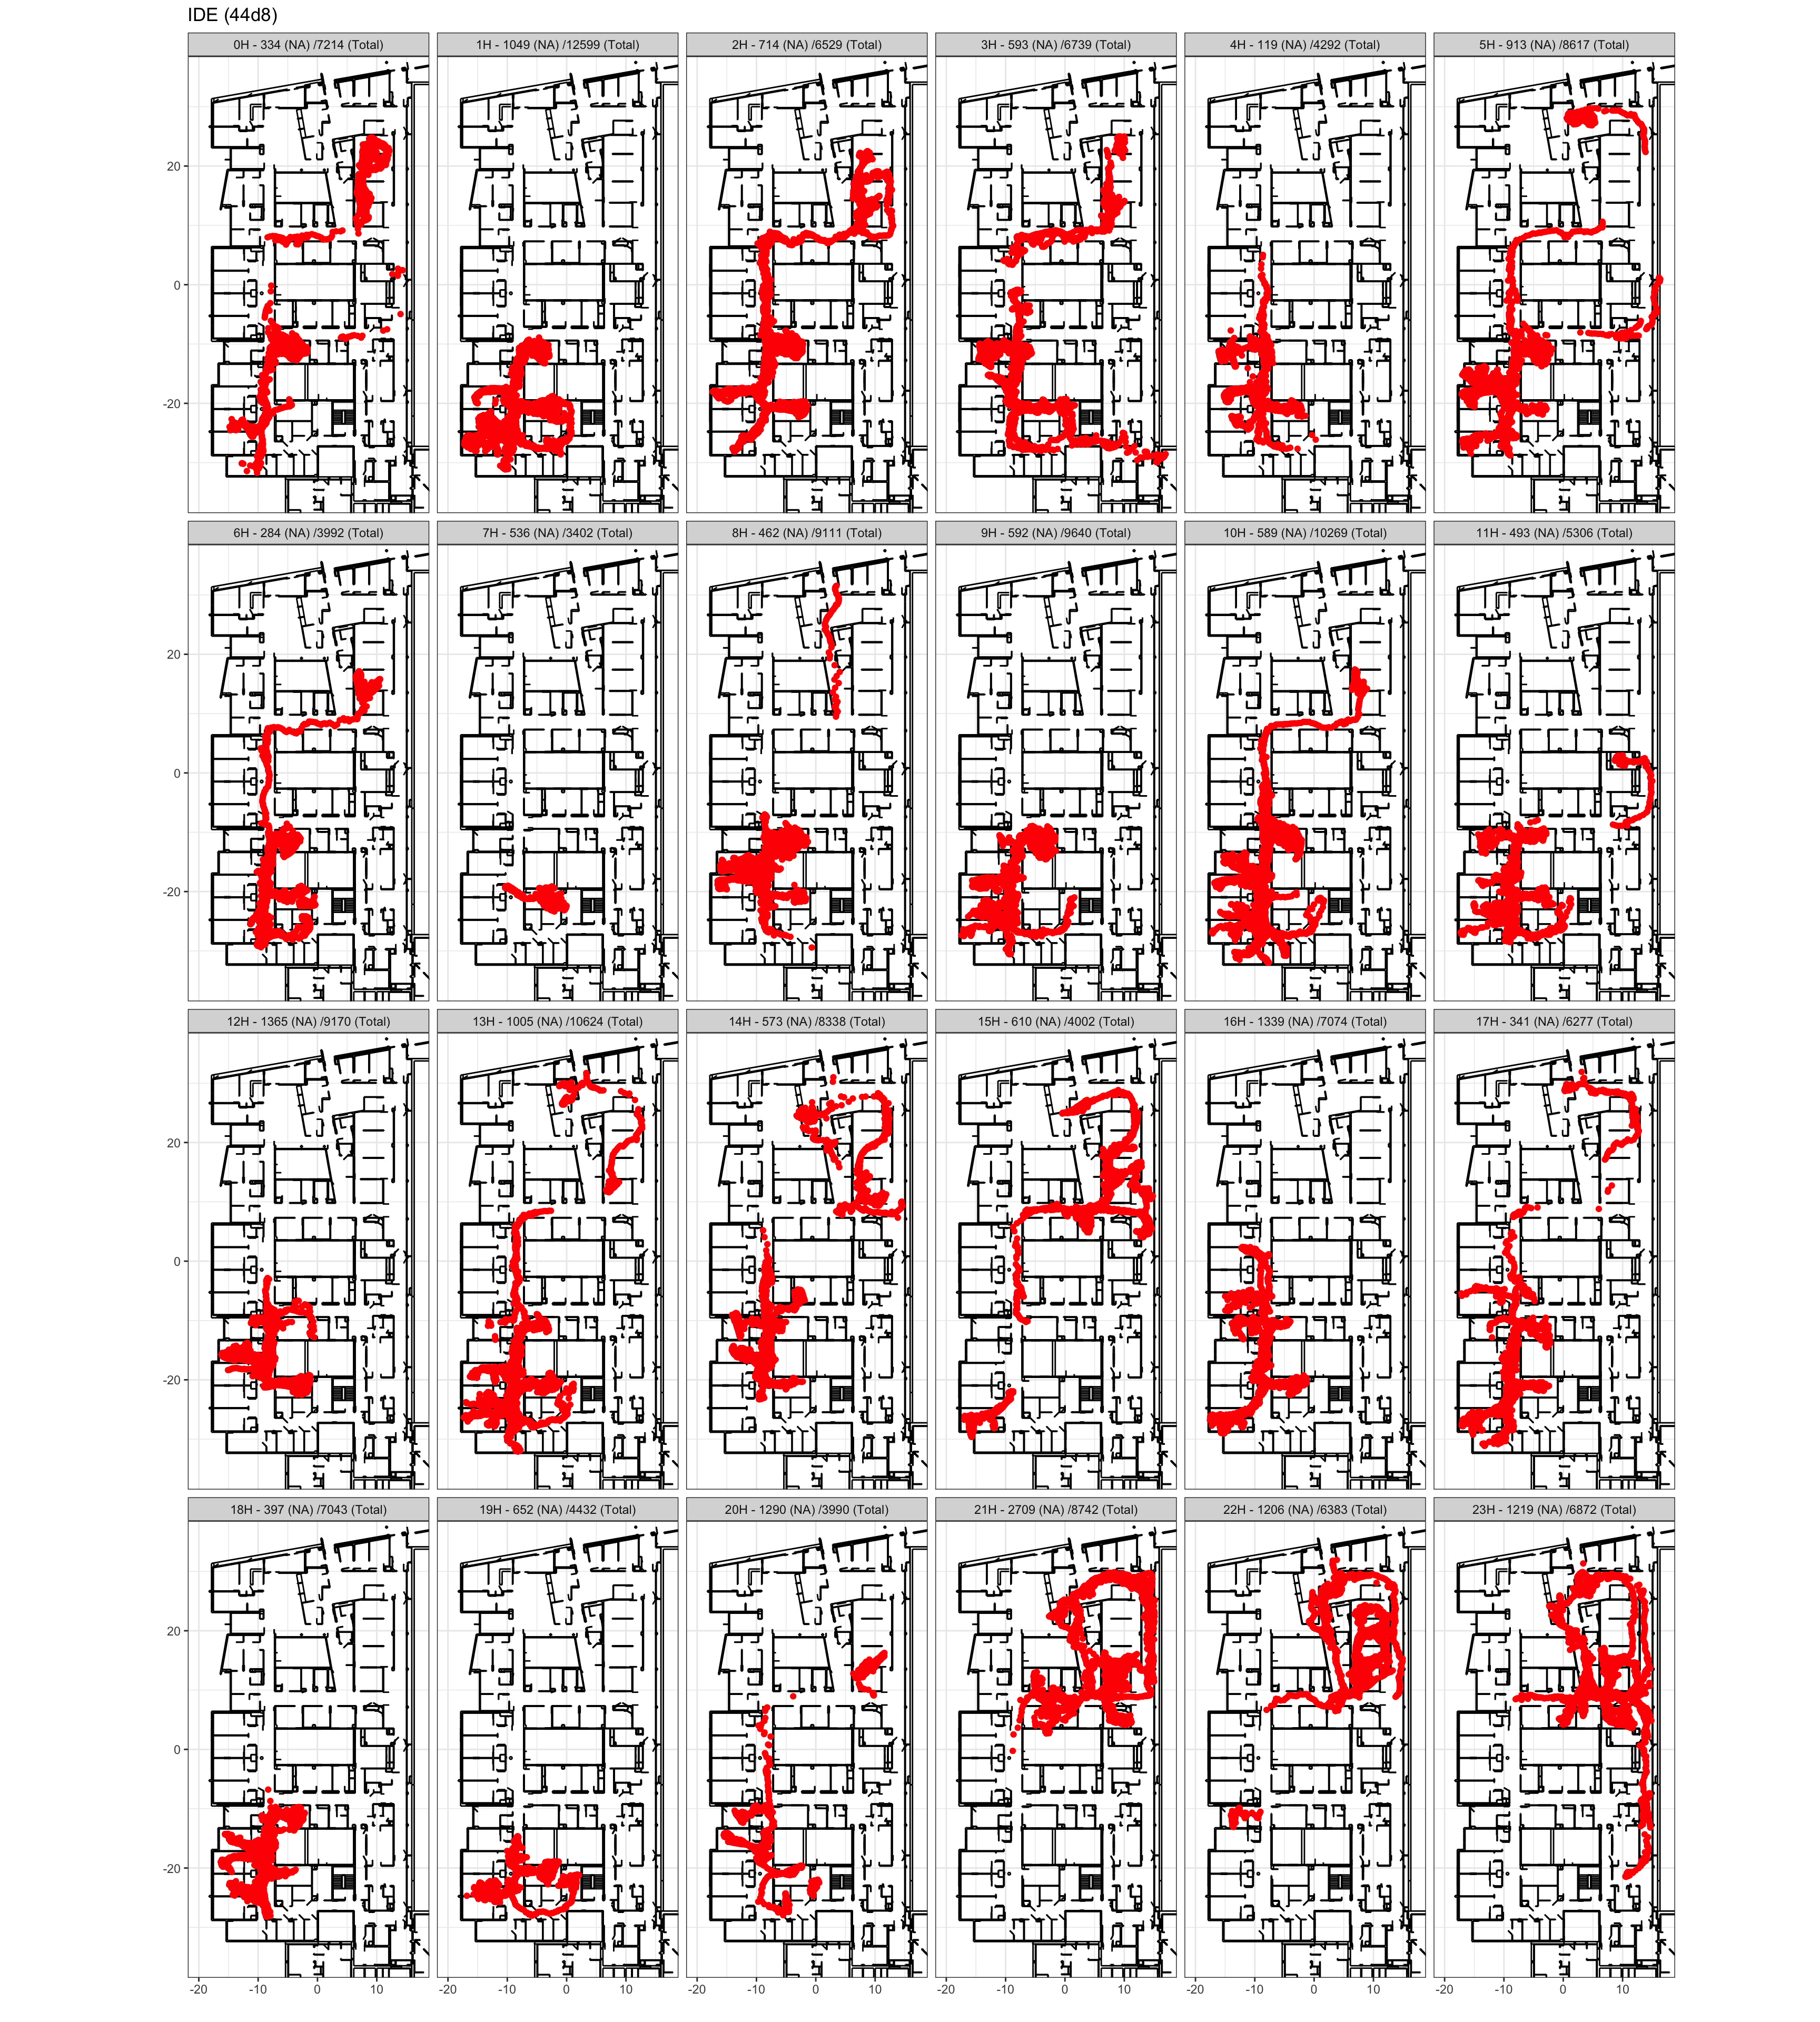 IDE (44d8)
0H - 334 (NA) /7214 (Total) 1H - 1049 (NA) /12599 (Total) 2H - 714 (NA) /6529 (Total) 3H - 593 (NA) /6739 (Total) 4H - 119 (NA) /4292 (Total) 5H - 913 (NA) /8617 (Total)
20
0
-20
6H - 284 (NA) /3992 (Total) 7H - 536 (NA) /3402 (Total) 8H - 462 (NA) /9111 (Total) 9H - 592 (NA) /9640 (Total) 10H - 589 (NA) /10269 (Total) 11H - 493 (NA) /5306 (Total)
20
0
-20
12H - 1365 (NA) /9170 (Total) 13H - 1005 (NA) /10624 (Total) 14H - 573 (NA) /8338 (Total) 15H - 610 (NA) /4002 (Total) 16H - 1339 (NA) /7074 (Total) 17H - 341 (NA) /6277 (Total)
20
0
-20
18H - 397 (NA) /7043 (Total) 19H - 652 (NA) /4432 (Total) 20H - 1290 (NA) /3990 (Total) 21H - 2709 (NA) /8742 (Total) 22H - 1206 (NA) /6383 (Total) 23H - 1219 (NA) /6872 (Total)
20
0
-20
-20 -10 0 10 -20 -10 0 10 -20 -10 0 10 -20 -10 0 10 -20 -10 0 10 -20 -10 0 10